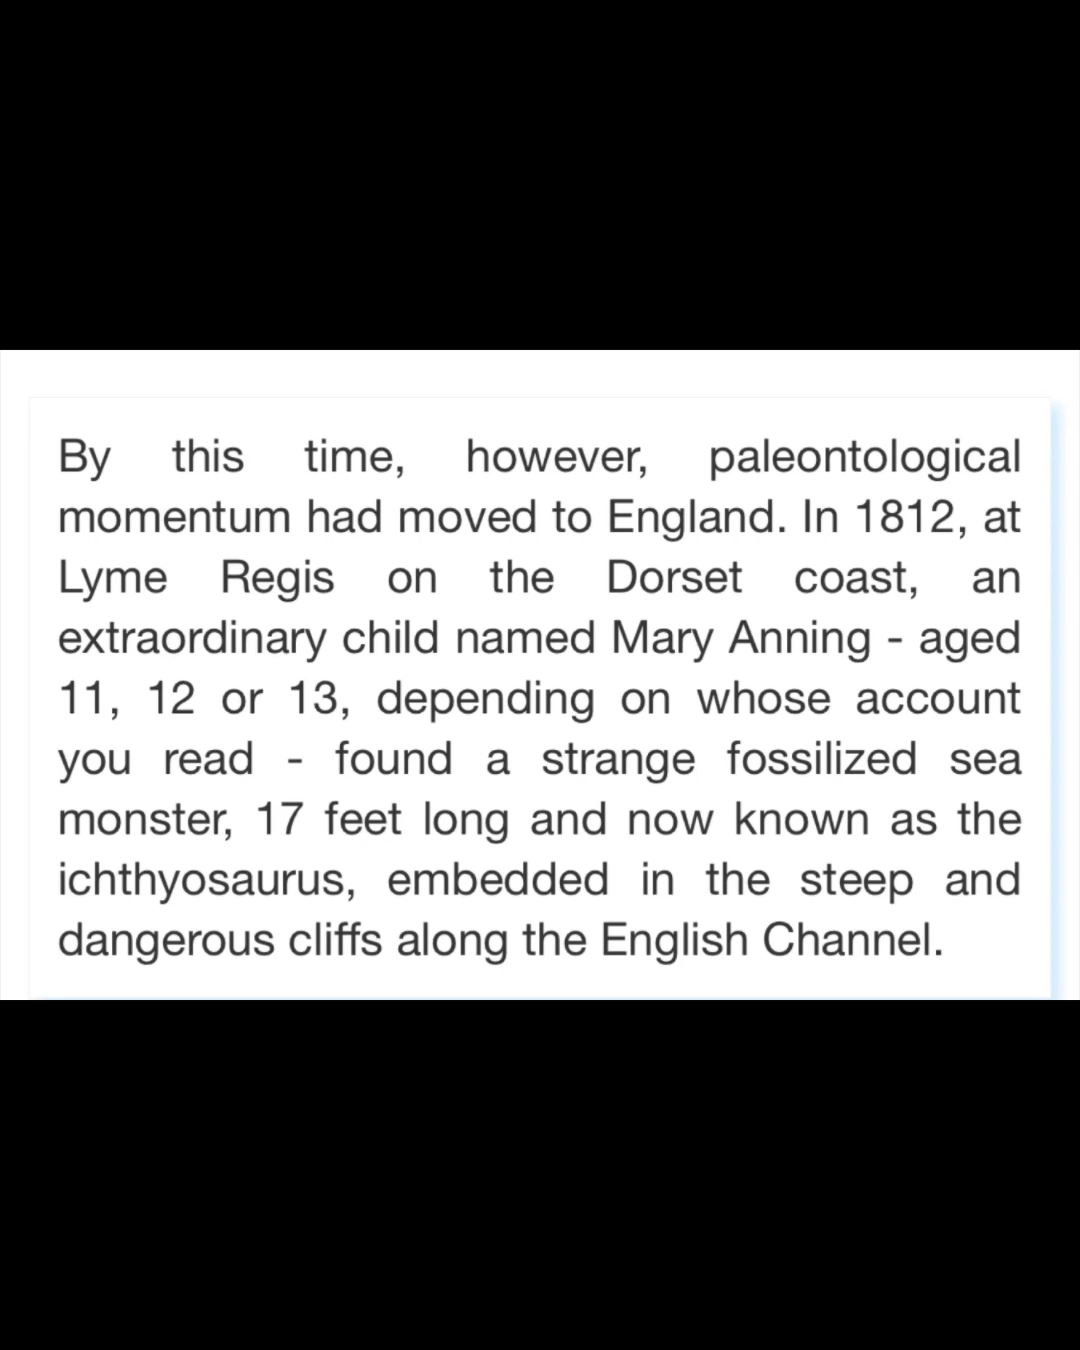 By this time, however, paleontological
momentum had moved to England. In 1812, at
Lyme Regis on the Dorset coast, an
extraordinary child named Mary Anning - aged
11, 12 or 13, depending on whose account
you read - found a strange fossilized sea
monster, 17 feet long and now known as the
ichthyosaurus, embedded in the steep and
dangerous cliffs along the English Channel.